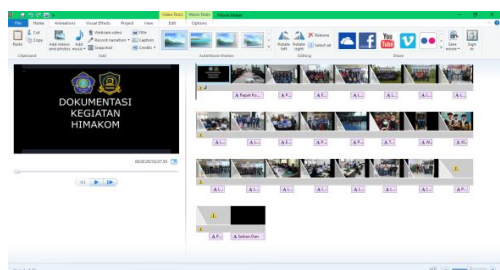 Video Tools
Music Tools
Movie Maker
File
Home
Animations
Visual Effects
Project
View
Edit
Options
Paste
Cut
Copy
Clipboard
Add videos and photos
Add music
Webcam video
Record narration
Snapshot
Title
Caption
Credits
Add
AutoMovie themes
Rotate left
Rotate right
Remove
Select all
Editing
You Tube
Share
Save movie
Sign in
DOKUMENTASI
KEGIATAN
HIMAKOM
A Rapat Ko...
A P...
A E...
A L...
A L...
A L...
A L...
A L...
A L...
A E...
A P...
A P...
A T...
A M...
A M...
A L...
A L...
A L...
A L...
A L...
A L...
A P...
A P...